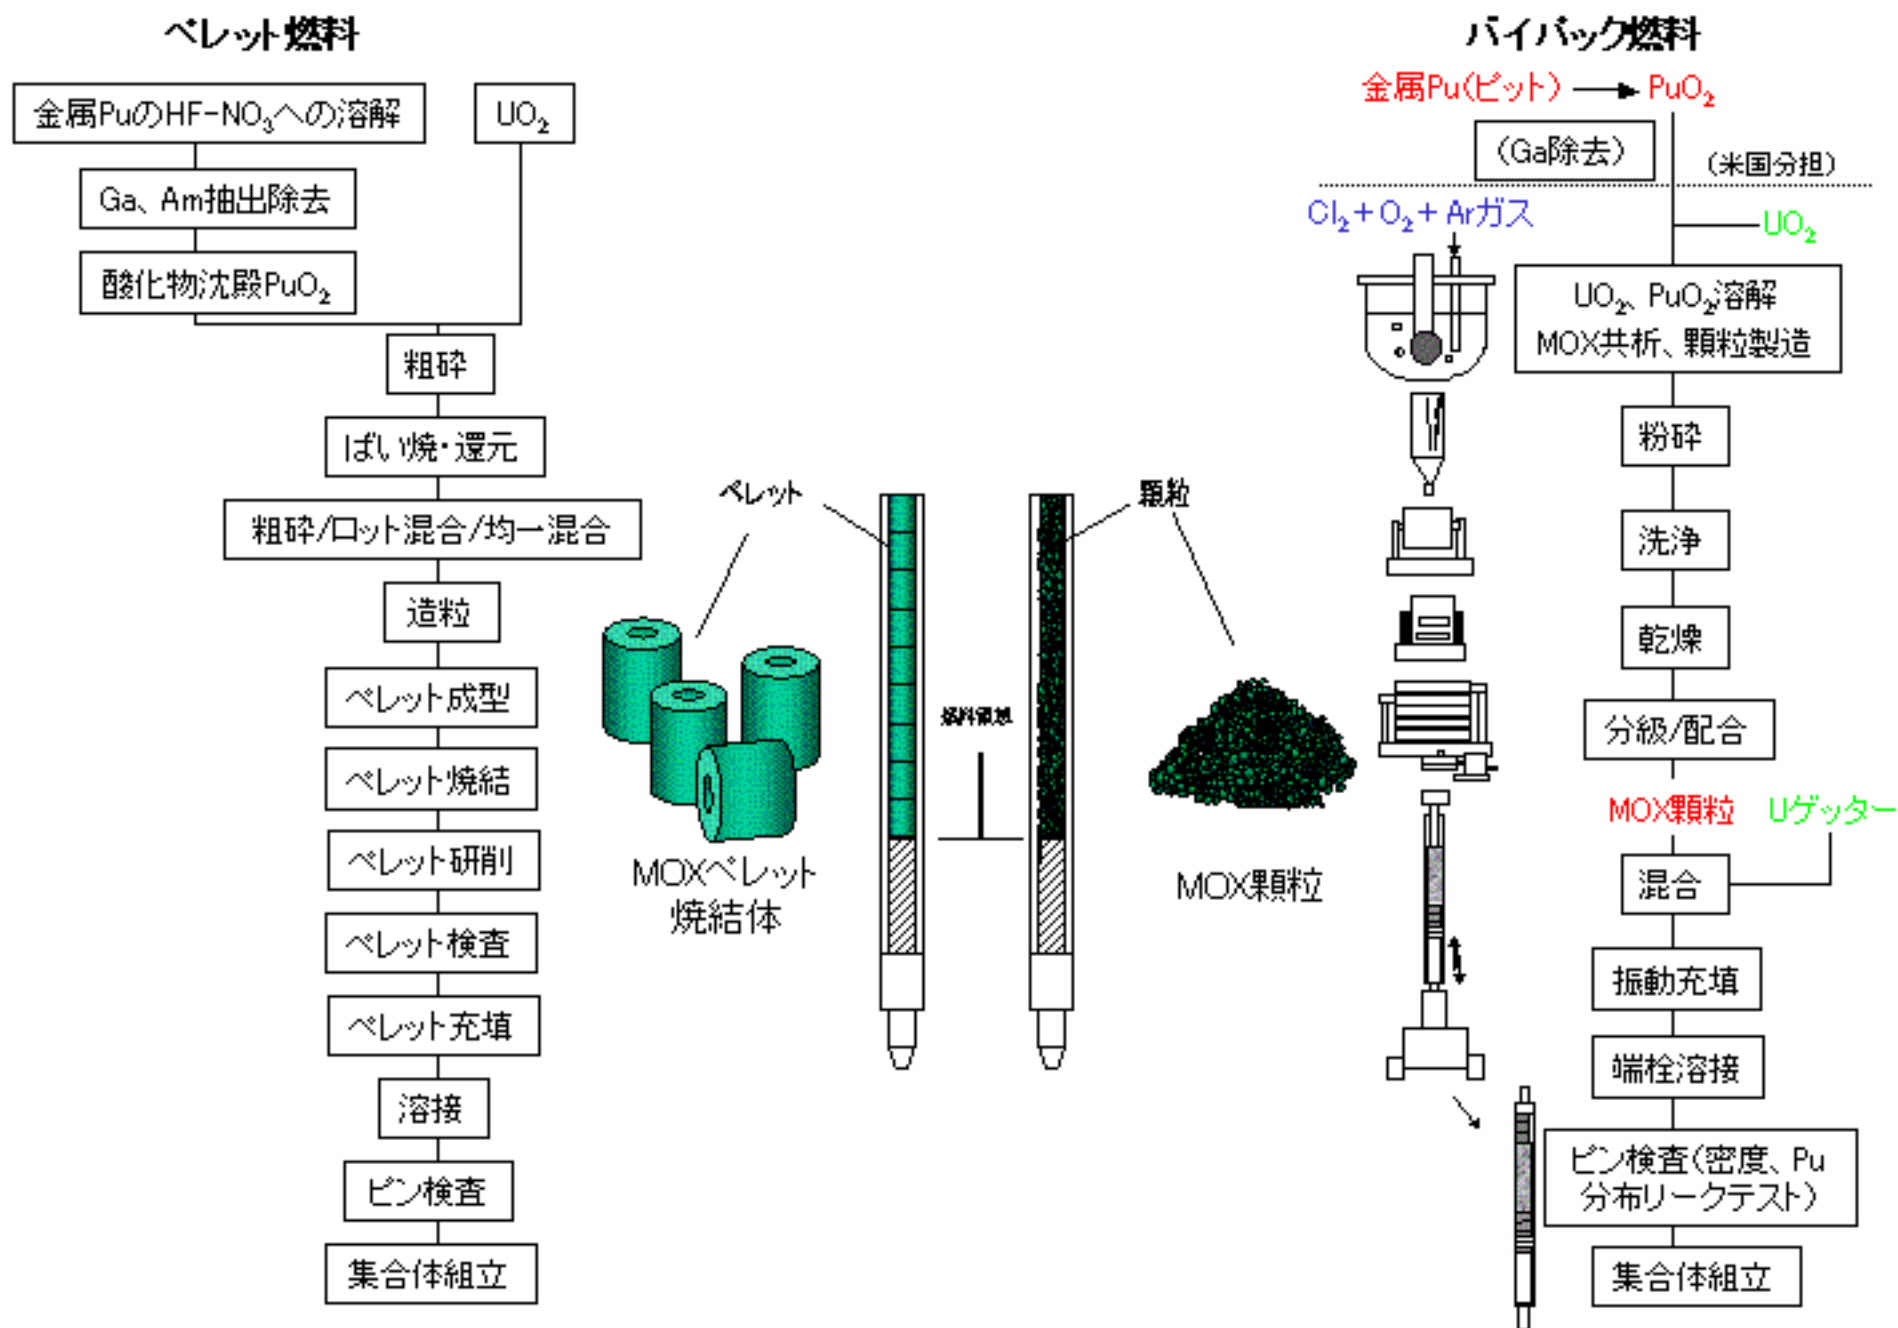 ペレット燃料
金属PuのHF-NO₃への溶解
UO₂
Ga、Am抽出除去
酸化物沈殿PuO₂
粗砕
ばい焼・還元
粗砕/ロット混合/均一混合
造粒
ペレット成型
ペレット焼結
ペレット研削
ペレット検査
ペレット充填
溶接
ピン検査
集合体組立
ペレット
顆粒
燃料領域
MOXペレット
焼結体
MOX顆粒
バイパック燃料
金属Pu(ピット)
PuO₂
(Ga除去)
(米国分担)
Cl₂+O₂+Arガス
UO₂
UO₂、PuO₂溶解
MOX共析、顆粒製造
粉砕
洗浄
乾燥
分級/配合
MOX顆粒
Uゲッター
混合
振動充填
端栓溶接
ピン検査(密度、Pu
分布リークテスト)
集合体組立